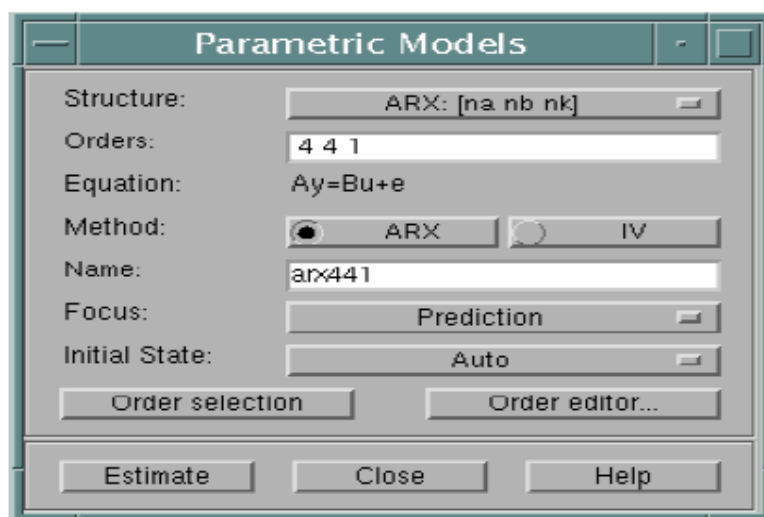 Parametric Models
Structure: ARX: [na nb nk]
Orders: 4 4 1
Equation: Ay=Bu+e
Method: ARX IV
Name: arx441
Focus: Prediction
Initial State: Auto
Order selection Order editor...
Estimate Close Help